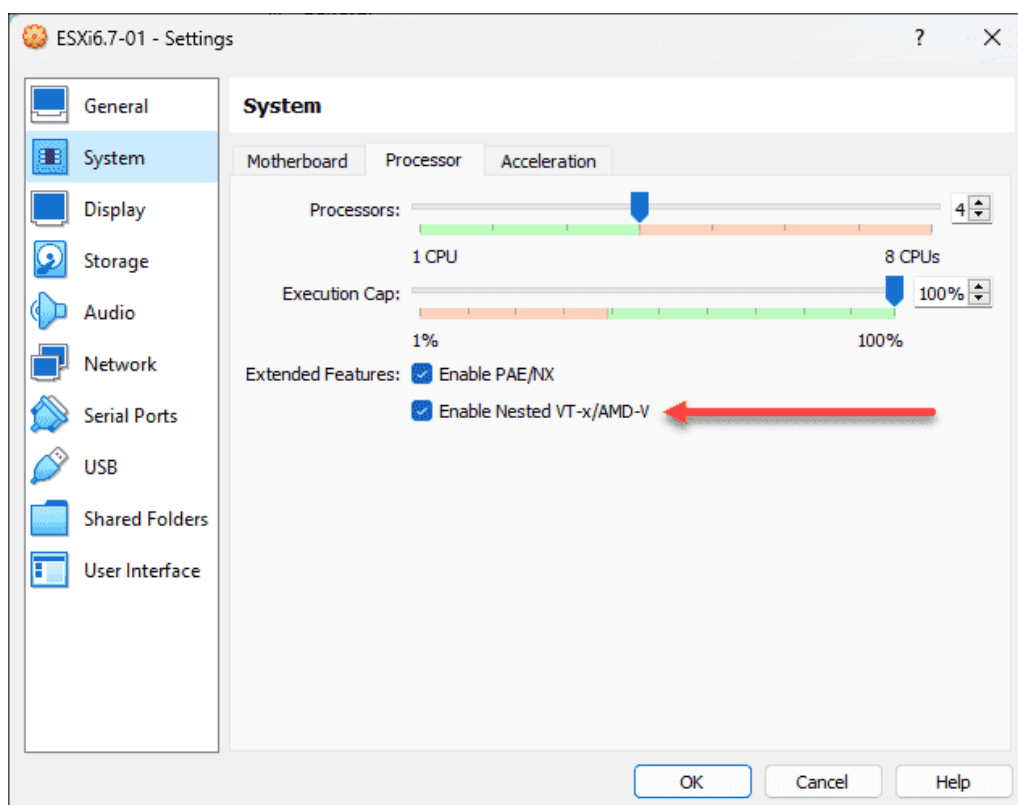 ESXi6.7-01 - Settings
?
General
System
Display
Storage
Audio
Network
Serial Ports
USB
Shared Folders
User Interface
System
Motherboard Processor Acceleration
Processors: 4
1 CPU 8 CPUs
Execution Cap: 100%
1% 100%
Extended Features: Enable PAE/NX
Enable Nested VT-x/AMD-V
OK Cancel Help